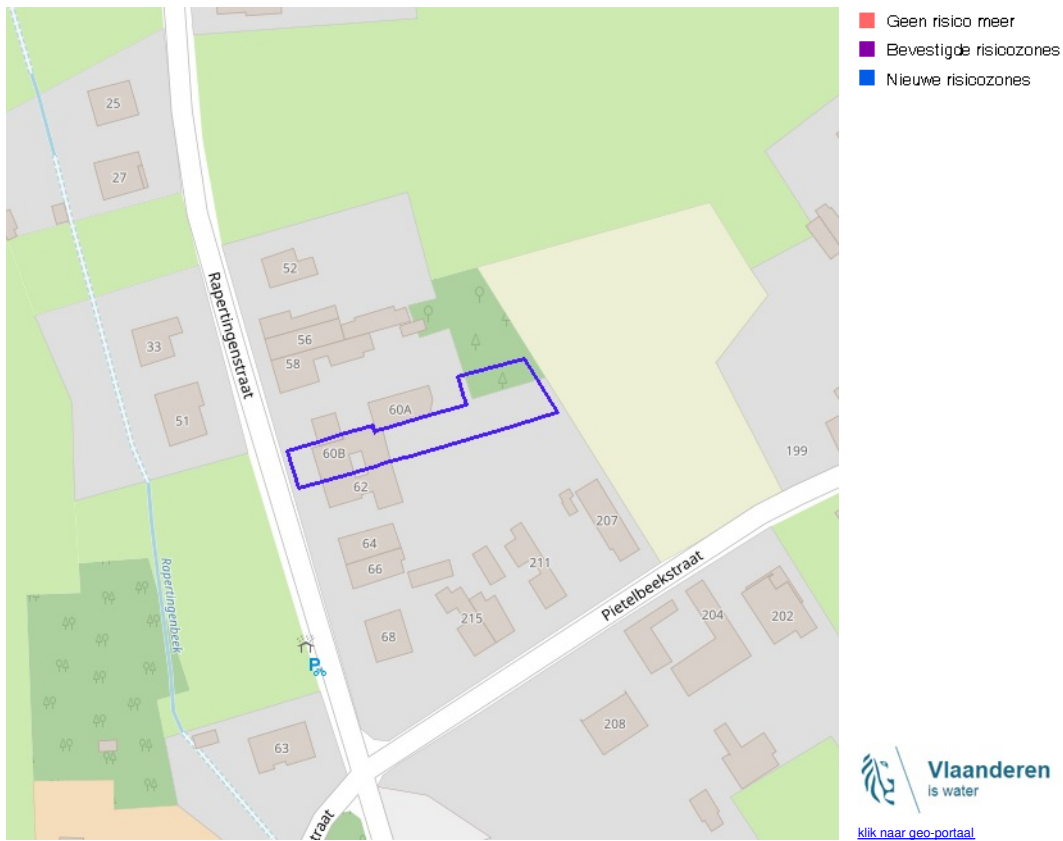 Geen risico meer
Bevestigde risicozones
Nieuwe risicozones
25
27
52
Rapertingenstraat
56
33
58
60A
51
60B
199
62
207
64
66
211
Pietelbeekstraat
Rapertingenbeek
215
204
202
68
P
208
63
straat
Vlaanderen
is water
klik naar geo-portaal